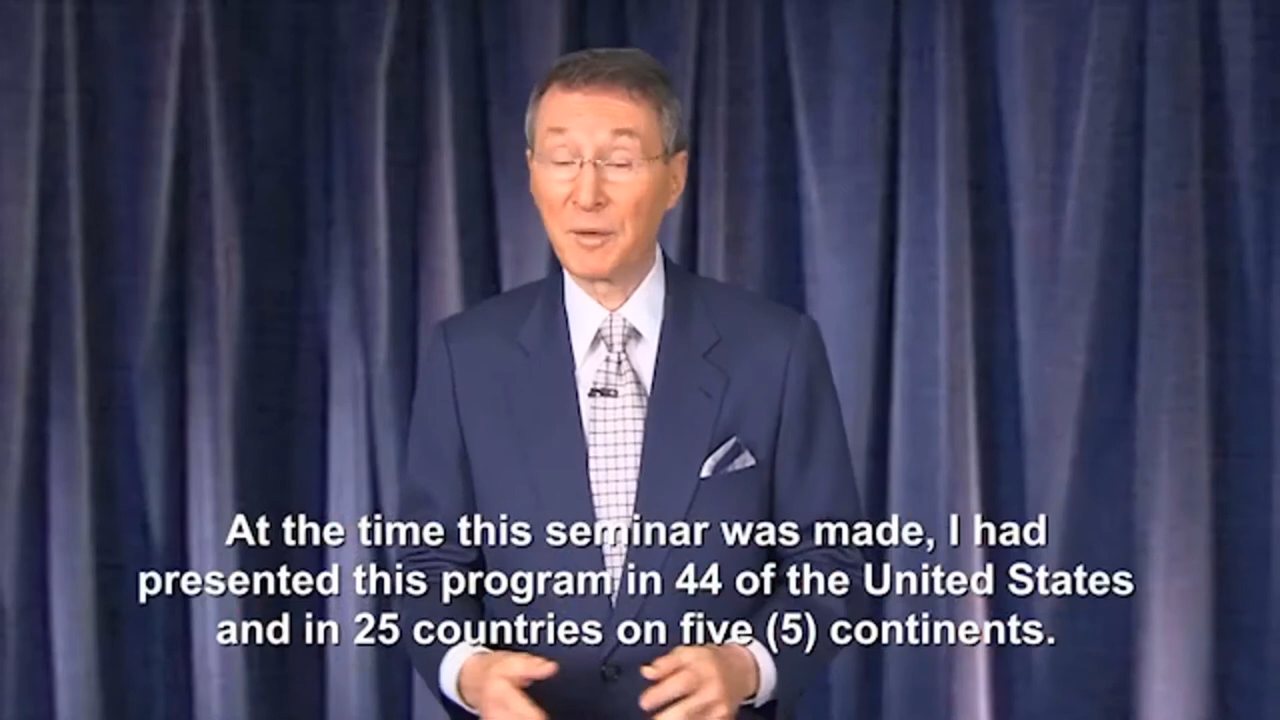 At the time this seminar was made, I had
presented this program in 44 of the United States
and in 25 countries on five (5) continents.